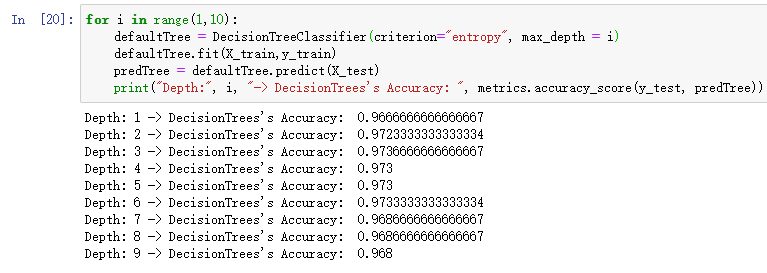 In [20]: for i in range(1,10):
    defaultTree = DecisionTreeClassifier(criterion="entropy", max_depth = i)
    defaultTree.fit(X_train,y_train)
    predTree = defaultTree.predict(X_test)
    print("Depth:", i, "-> DecisionTrees's Accuracy: ", metrics.accuracy_score(y_test, predTree))
Depth: 1 -> DecisionTrees's Accuracy:  0.9666666666666667
Depth: 2 -> DecisionTrees's Accuracy:  0.9723333333333334
Depth: 3 -> DecisionTrees's Accuracy:  0.9736666666666667
Depth: 4 -> DecisionTrees's Accuracy:  0.973
Depth: 5 -> DecisionTrees's Accuracy:  0.973
Depth: 6 -> DecisionTrees's Accuracy:  0.9733333333333334
Depth: 7 -> DecisionTrees's Accuracy:  0.9686666666666667
Depth: 8 -> DecisionTrees's Accuracy:  0.9686666666666667
Depth: 9 -> DecisionTrees's Accuracy:  0.968